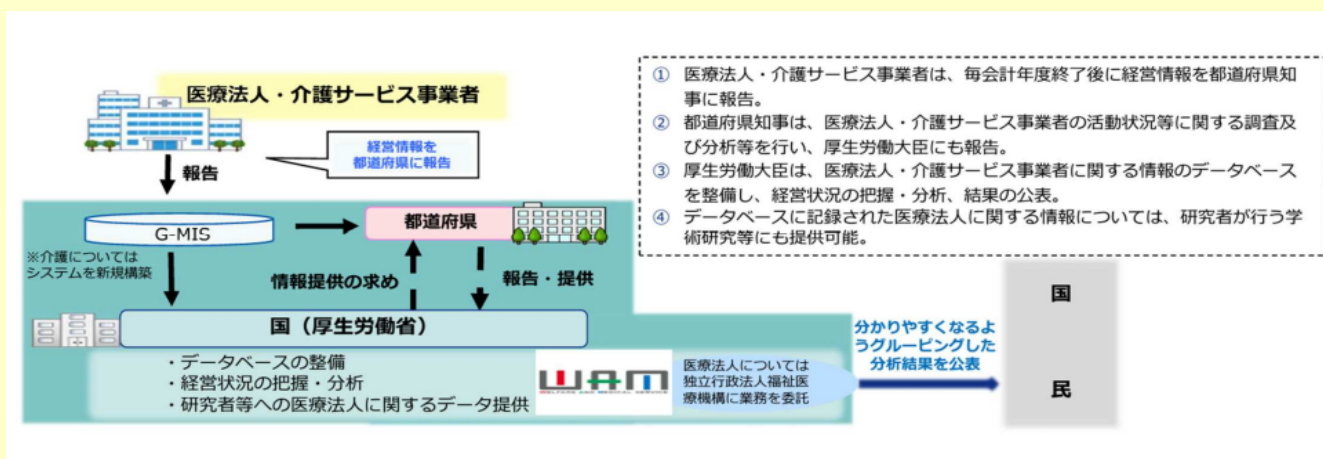 医療法人・介護サービス事業者
経営情報を
都道府県に報告
報告
G-MIS
都道府県
※介護については
システムを新規構築
情報提供の求め
報告・提供
国（厚生労働省）
・データベースの整備
・経営状況の把握・分析
・研究者等への医療法人に関するデータ提供
WAM
WELFARE AND MEDICAL SERVICE
医療法人については
独立行政法人福祉医
療機構に業務を委託
① 医療法人・介護サービス事業者は、毎会計年度終了後に経営情報を都道府県知
事に報告。
② 都道府県知事は、医療法人・介護サービス事業者の活動状況等に関する調査及
び分析等を行い、厚生労働大臣にも報告。
③ 厚生労働大臣は、医療法人・介護サービス事業者に関する情報のデータベース
を整備し、経営状況の把握・分析、結果の公表。
④ データベースに記録された医療法人に関する情報については、研究者が行う学
術研究等にも提供可能。
分かりやすくなるよ
うグルーピングした
分析結果を公表
国
民